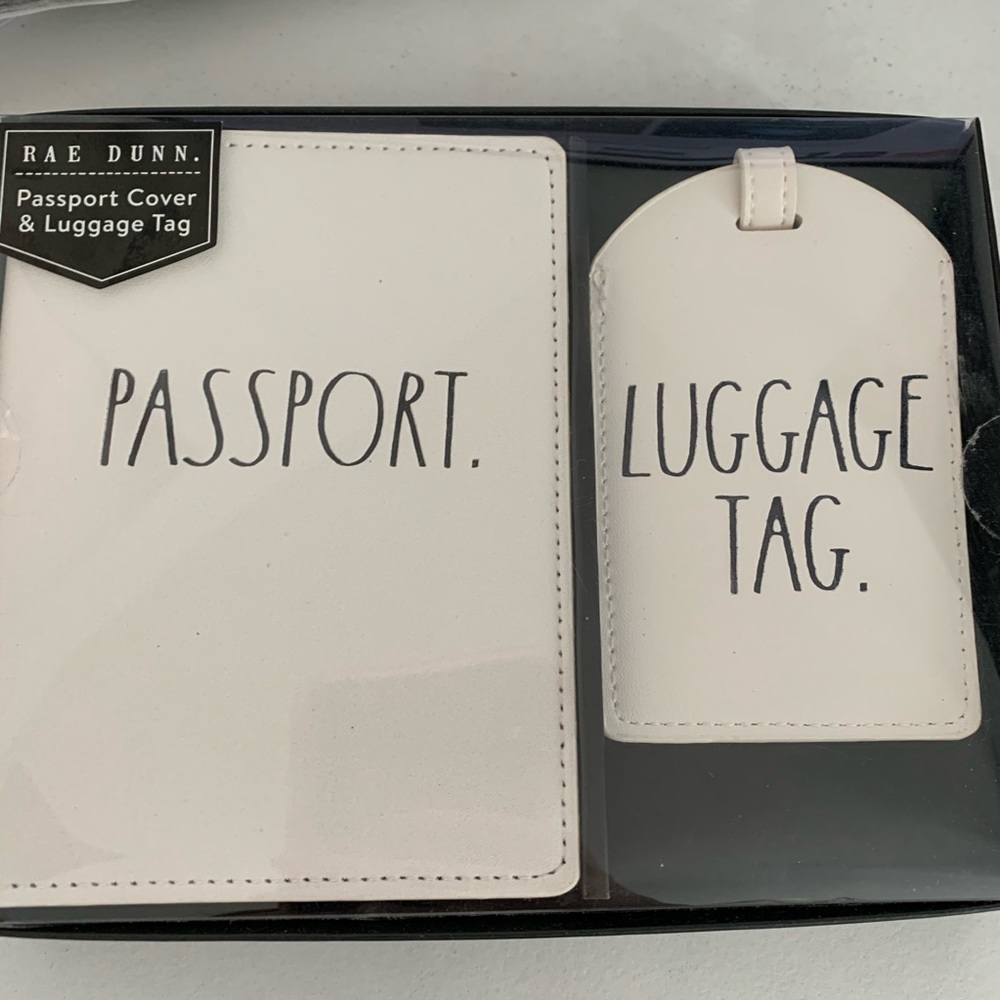 RAE DUNN.
Passport Cover
& Luggage Tag
PASSPORT.
LUGGAGE
TAG.